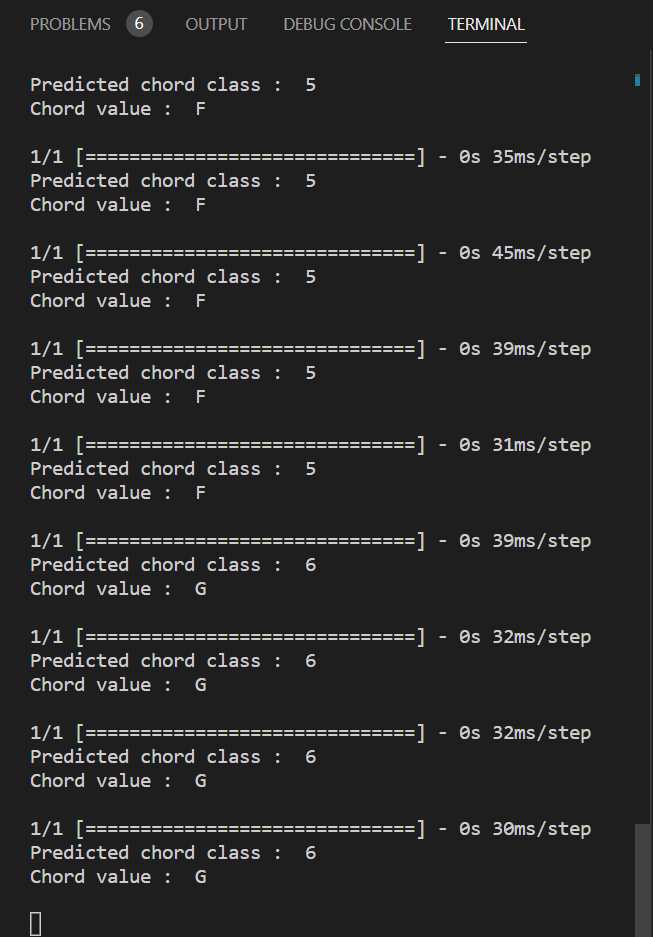 PROBLEMS 6 OUTPUT DEBUG CONSOLE TERMINAL
Predicted chord class :  5
Chord value :  F
1/1 [==============================] - 0s 35ms/step
Predicted chord class :  5
Chord value :  F
1/1 [==============================] - 0s 45ms/step
Predicted chord class :  5
Chord value :  F
1/1 [==============================] - 0s 39ms/step
Predicted chord class :  5
Chord value :  F
1/1 [==============================] - 0s 31ms/step
Predicted chord class :  5
Chord value :  F
1/1 [==============================] - 0s 39ms/step
Predicted chord class :  6
Chord value :  G
1/1 [==============================] - 0s 32ms/step
Predicted chord class :  6
Chord value :  G
1/1 [==============================] - 0s 32ms/step
Predicted chord class :  6
Chord value :  G
1/1 [==============================] - 0s 30ms/step
Predicted chord class :  6
Chord value :  G